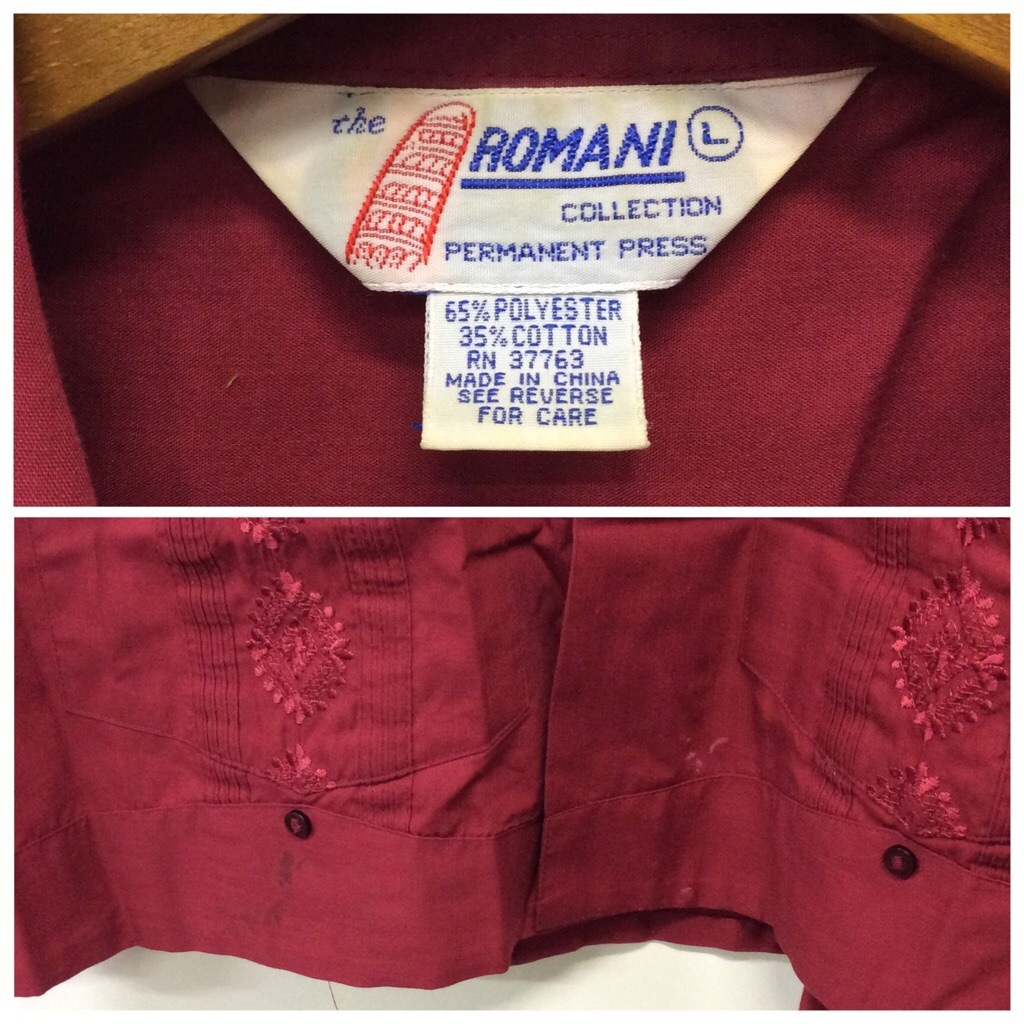 the ROMANI L
COLLECTION
PERMANENT PRESS
65% POLYESTER
35% COTTON
RN 37763
MADE IN CHINA
SEE REVERSE
FOR CARE